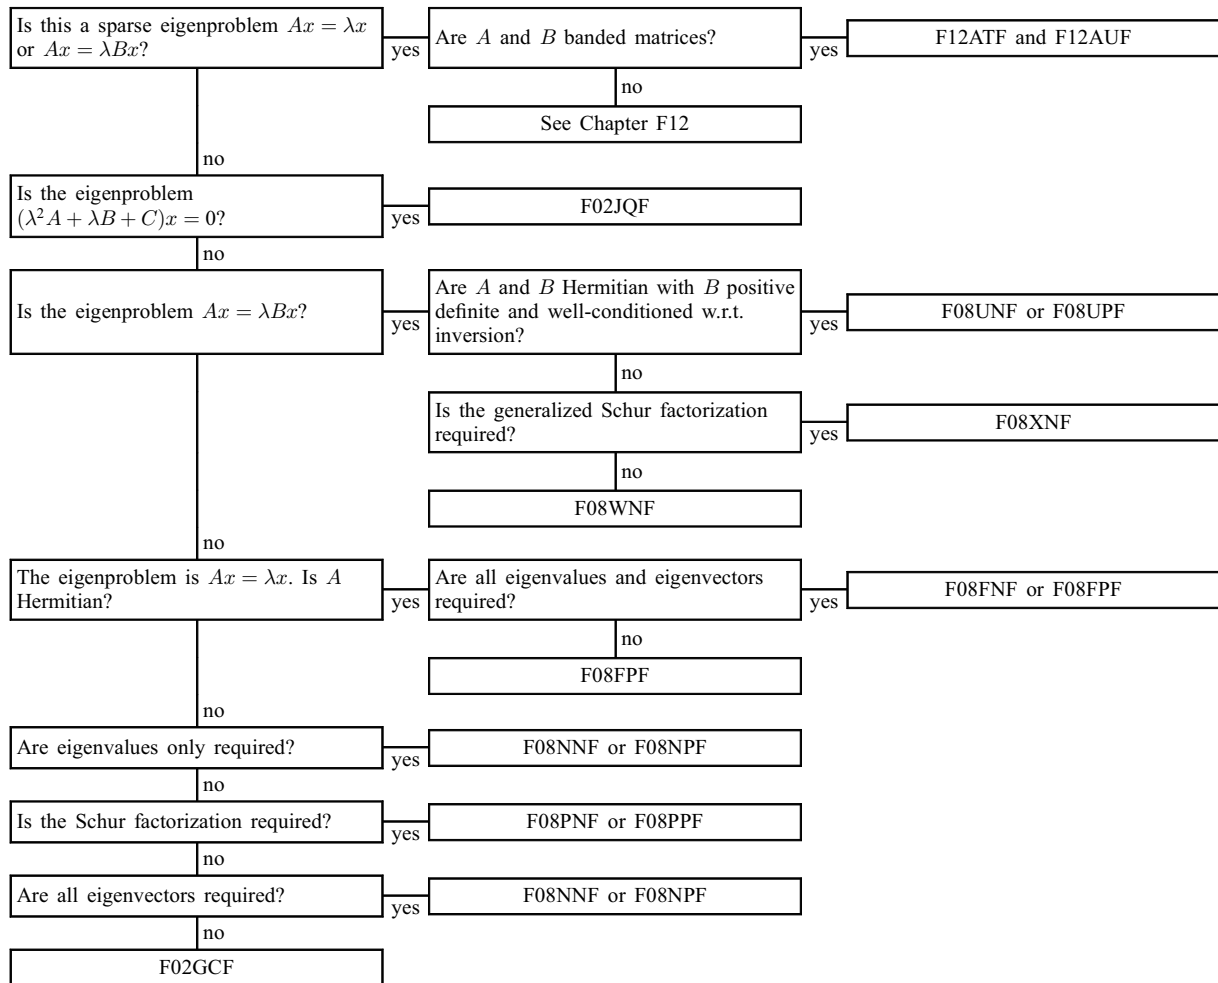 Is this a sparse eigenproblem Ax = λx
or Ax = λBx?
yes
Are A and B banded matrices?
yes
F12ATF and F12AUF
no
See Chapter F12
no
Is the eigenproblem
(λ²A + λB + C)x = 0?
yes
F02JQF
no
Is the eigenproblem Ax = λBx?
yes
Are A and B Hermitian with B positive
definite and well-conditioned w.r.t.
inversion?
yes
F08UNF or F08UPF
no
Is the generalized Schur factorization
required?
yes
F08XNF
no
F08WNF
no
The eigenproblem is Ax = λx. Is A
Hermitian?
yes
Are all eigenvalues and eigenvectors
required?
yes
F08FNF or F08FPF
no
F08FPF
no
Are eigenvalues only required?
yes
F08NNF or F08NPF
no
Is the Schur factorization required?
yes
F08PNF or F08PPF
no
Are all eigenvectors required?
yes
F08NNF or F08NPF
no
F02GCF